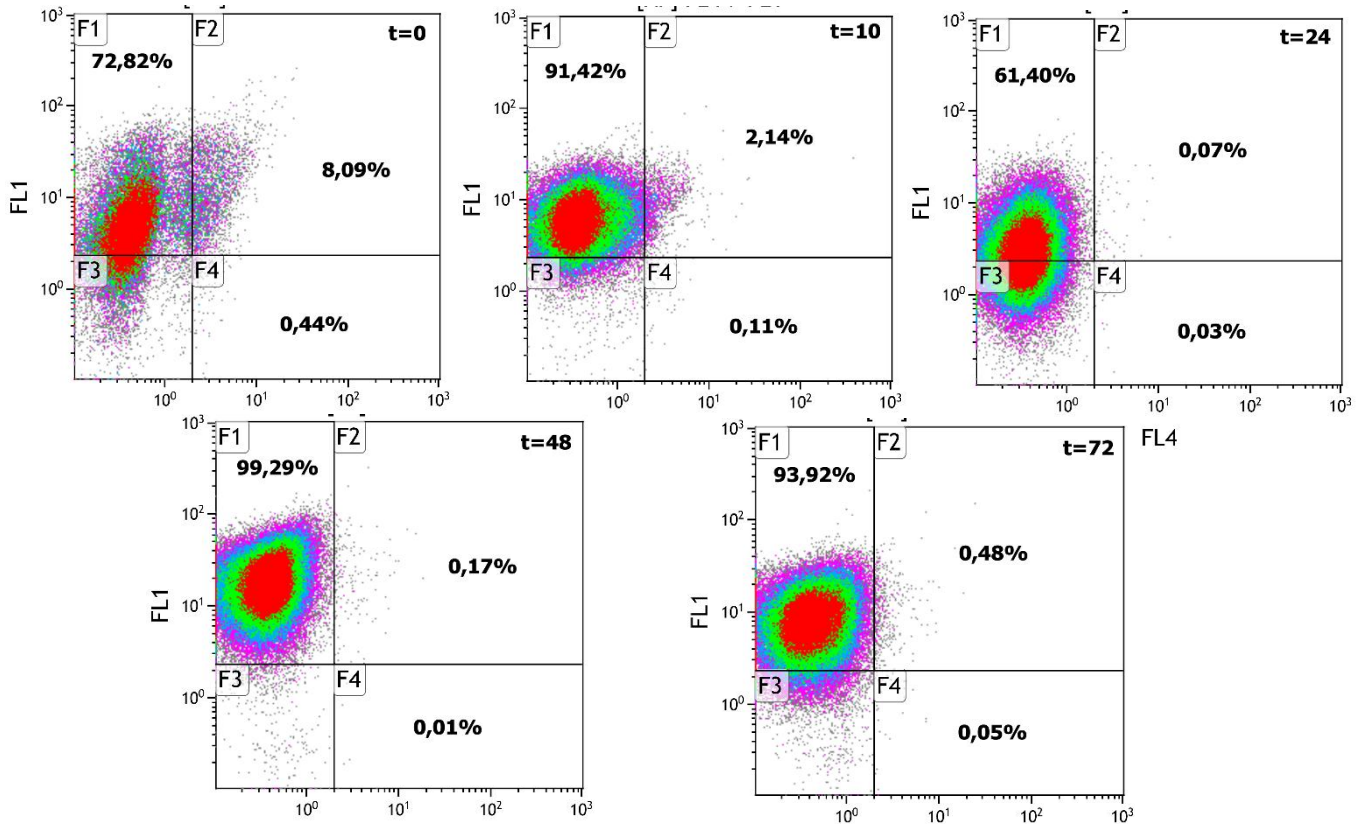 F1 F2 t=0
72,82%
8,09%
F3 F4
0,44%
FL1
10³
10²
10¹
10⁰
10⁰ 10¹ 10² 10³
F1 F2 t=10
91,42%
2,14%
F3 F4
0,11%
FL1
10³
10²
10¹
10⁰
10⁰ 10¹ 10² 10³
F1 F2 t=24
61,40%
0,07%
F3 F4
0,03%
FL1
10³
10²
10¹
10⁰
10⁰ 10¹ 10² 10³
FL4
F1 F2 t=48
99,29%
0,17%
F3 F4
0,01%
FL1
10³
10²
10¹
10⁰
10⁰ 10¹ 10² 10³
F1 F2 t=72
93,92%
0,48%
F3 F4
0,05%
FL1
10³
10²
10¹
10⁰
10⁰ 10¹ 10² 10³